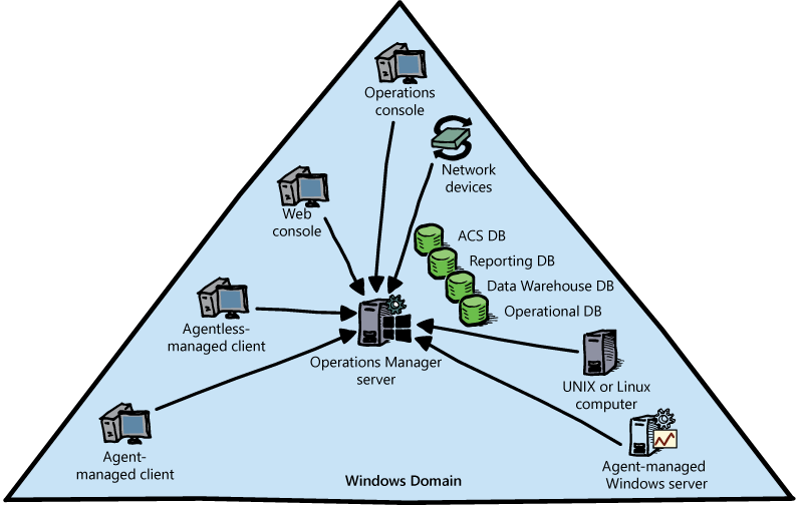 Operations
console
Network
devices
Web
console
ACS DB
Reporting DB
Data Warehouse DB
Operational DB
Agentless-
managed client
Operations Manager
server
UNIX or Linux
computer
Agent-
managed client
Agent-managed
Windows server
Windows Domain